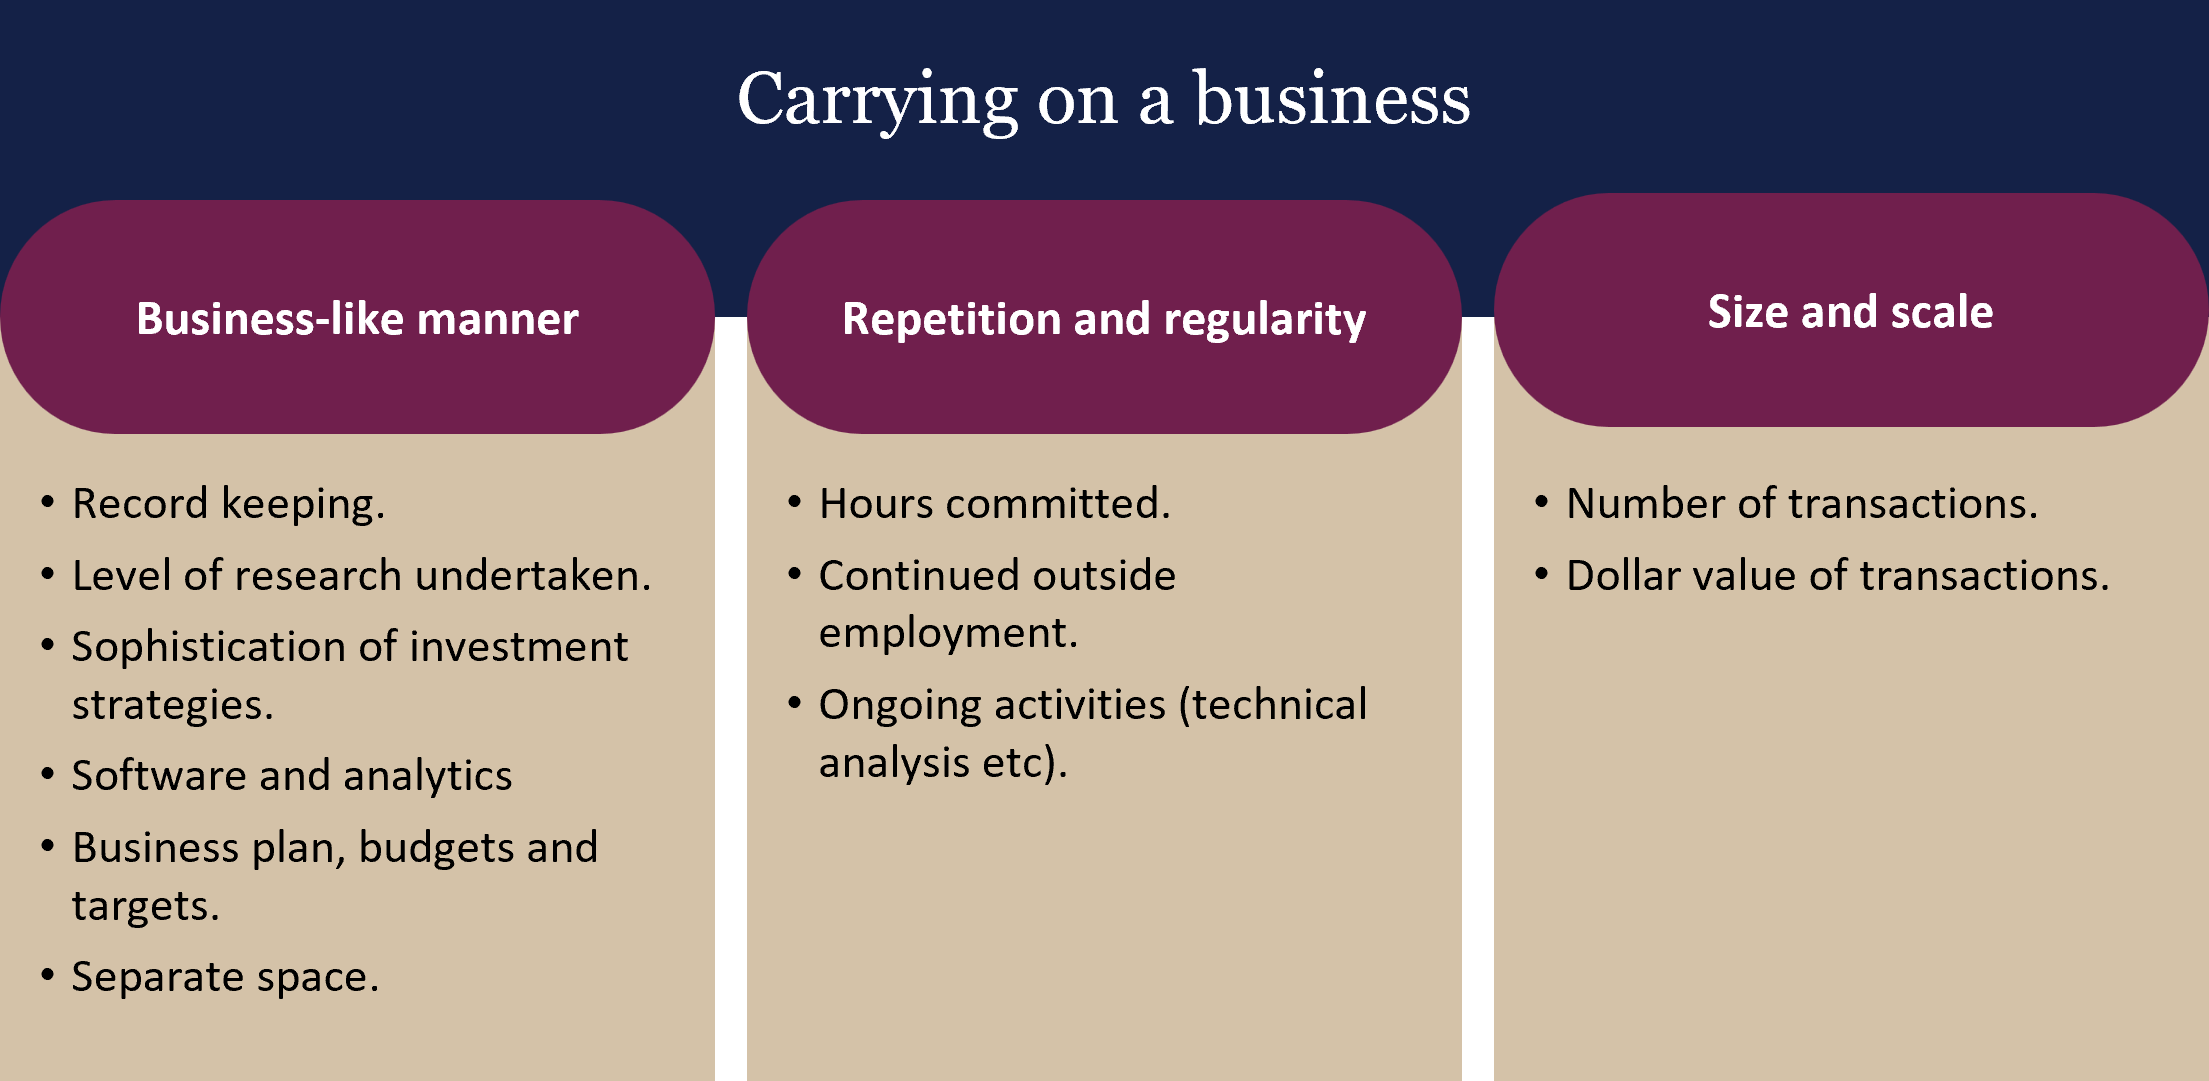 Carrying on a business
Business-like manner
• Record keeping.
• Level of research undertaken.
• Sophistication of investment
strategies.
• Software and analytics
• Business plan, budgets and
targets.
• Separate space.
Repetition and regularity
• Hours committed.
• Continued outside
employment.
• Ongoing activities (technical
analysis etc).
Size and scale
• Number of transactions.
• Dollar value of transactions.